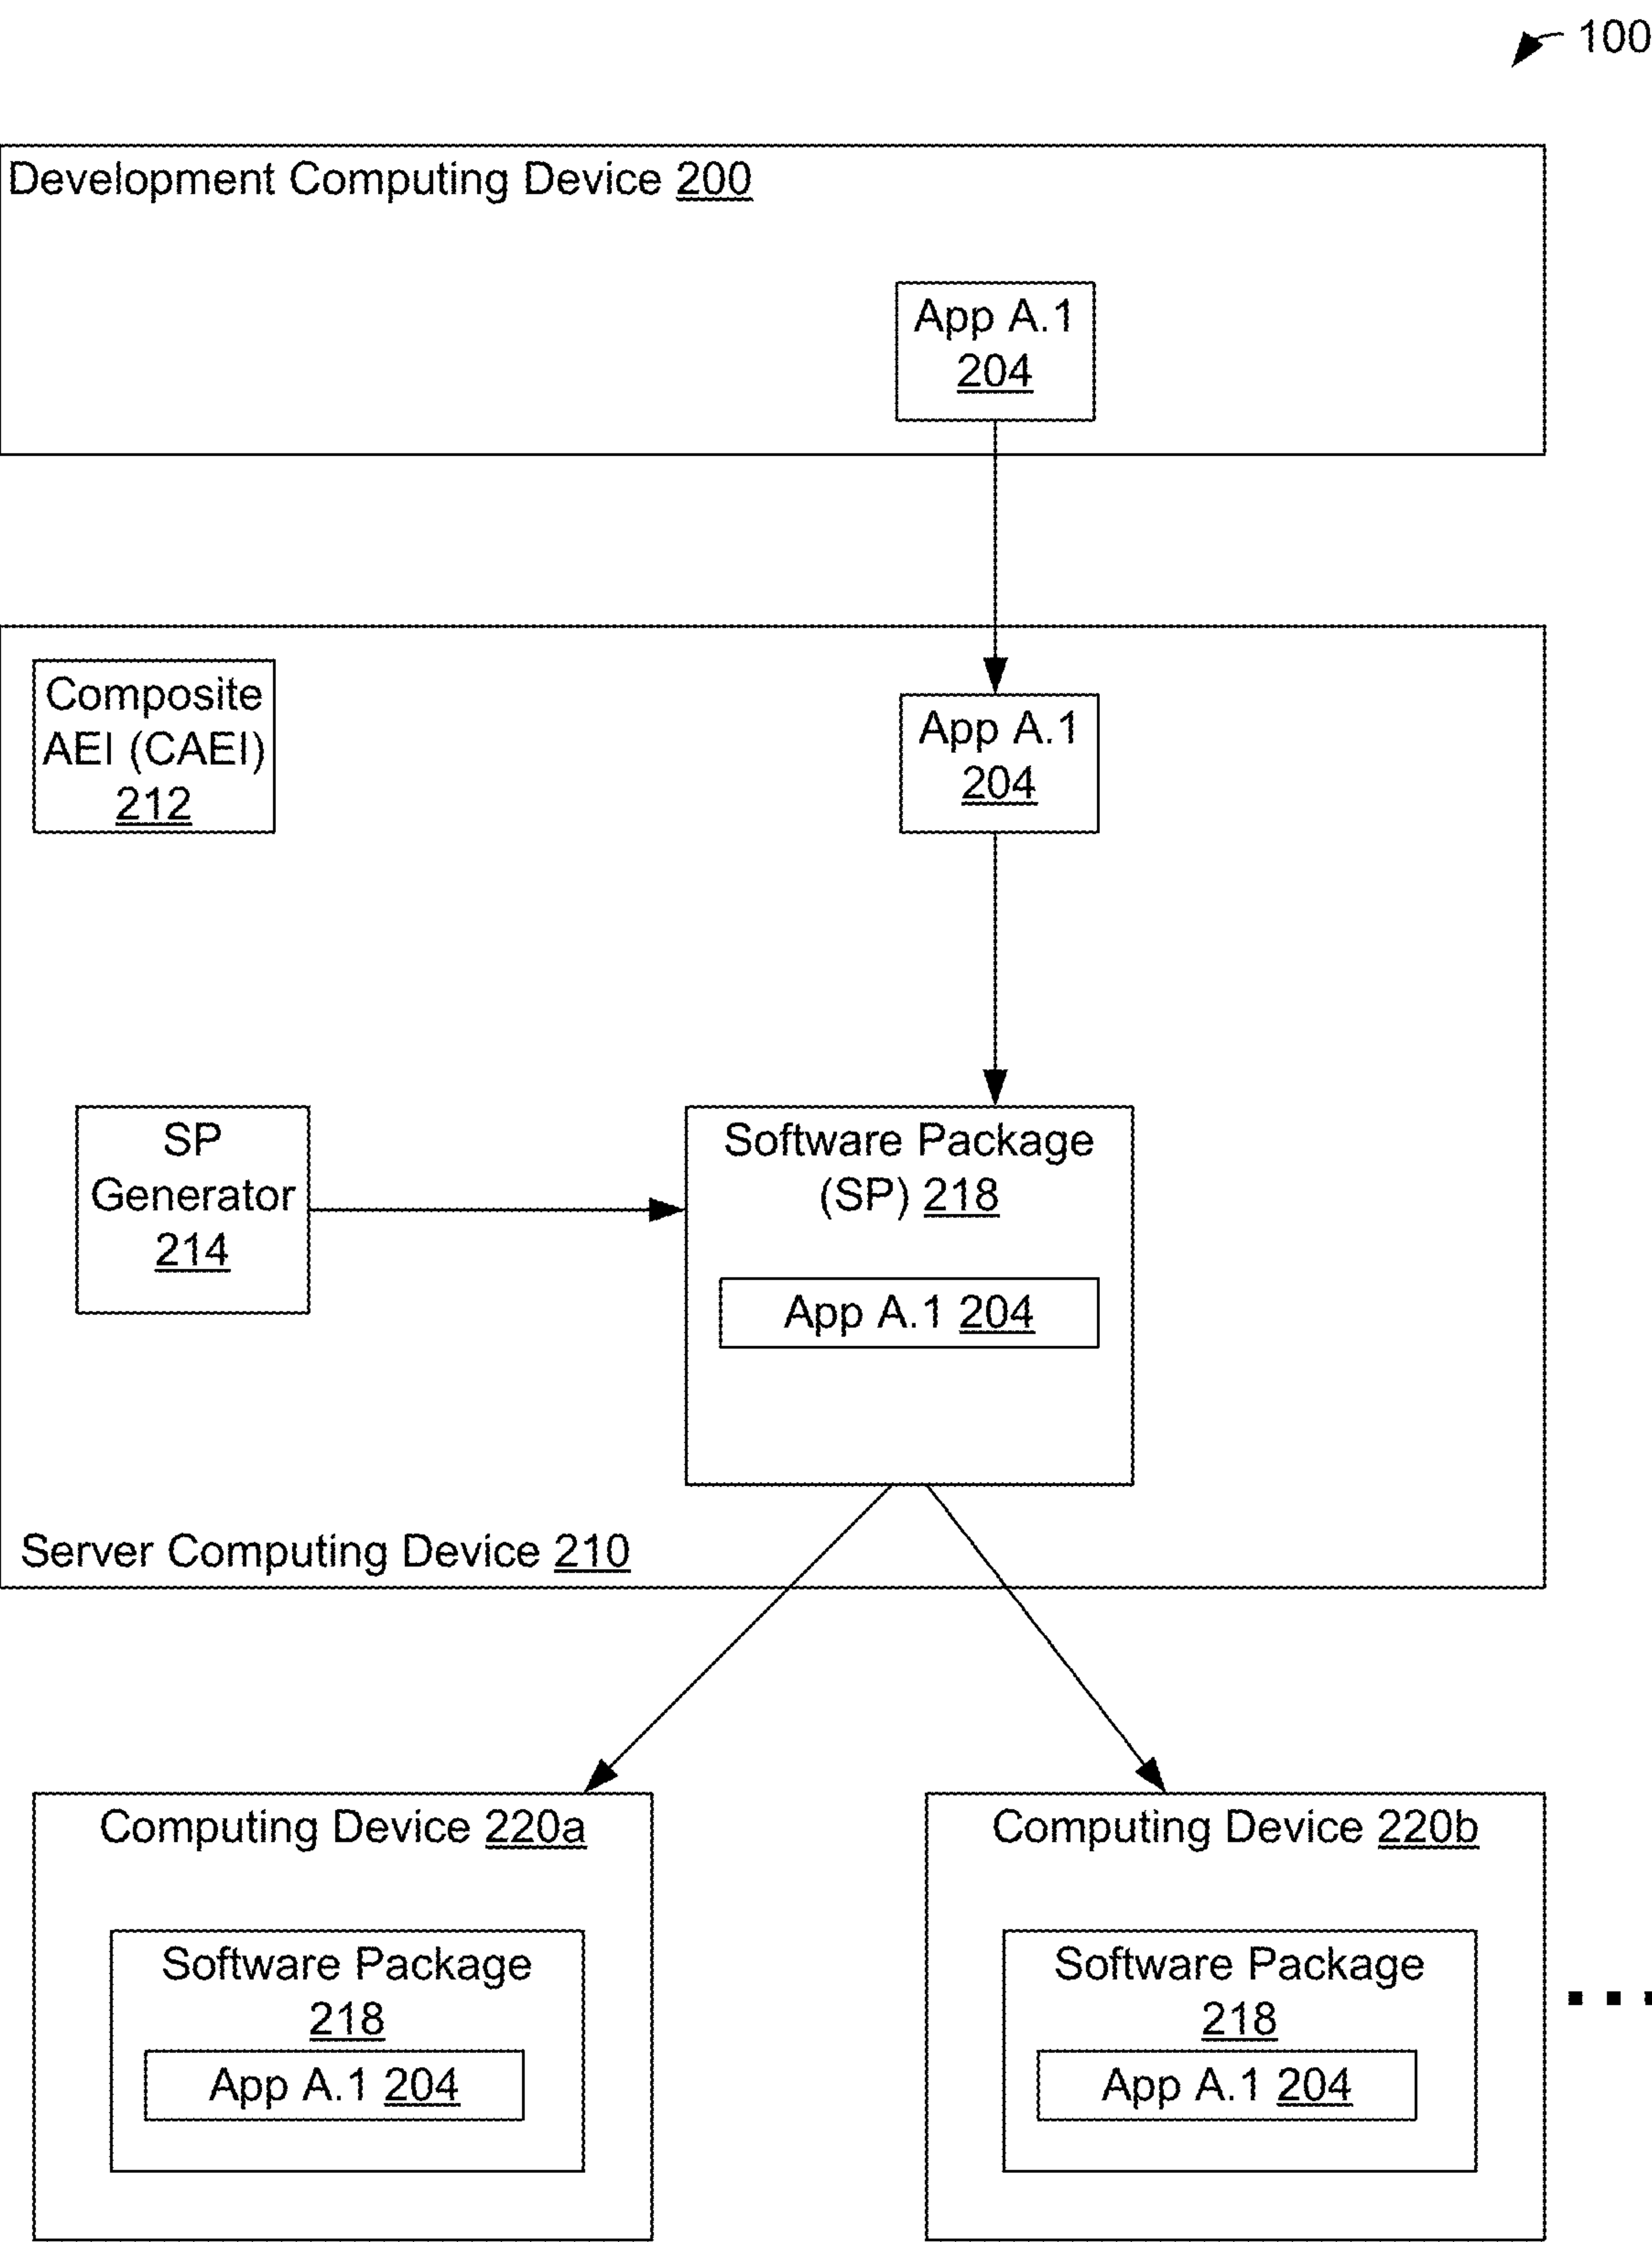 100
Development Computing Device 200
App A.1
204
Composite
AEI (CAEI)
212
App A.1
204
SP
Generator
214
Software Package
(SP) 218
App A.1 204
Server Computing Device 210
Computing Device 220a
Software Package
218
App A.1 204
Computing Device 220b
Software Package
218
App A.1 204